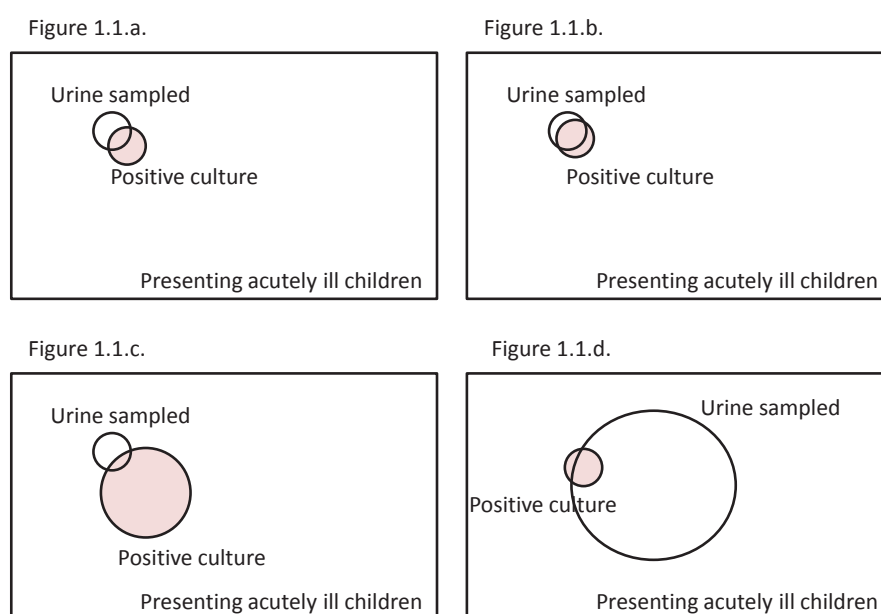 Figure 1.1.a.
Urine sampled
Positive culture
Presenting acutely ill children
Figure 1.1.b.
Urine sampled
Positive culture
Presenting acutely ill children
Figure 1.1.c.
Urine sampled
Positive culture
Presenting acutely ill children
Figure 1.1.d.
Urine sampled
Positive culture
Presenting acutely ill children